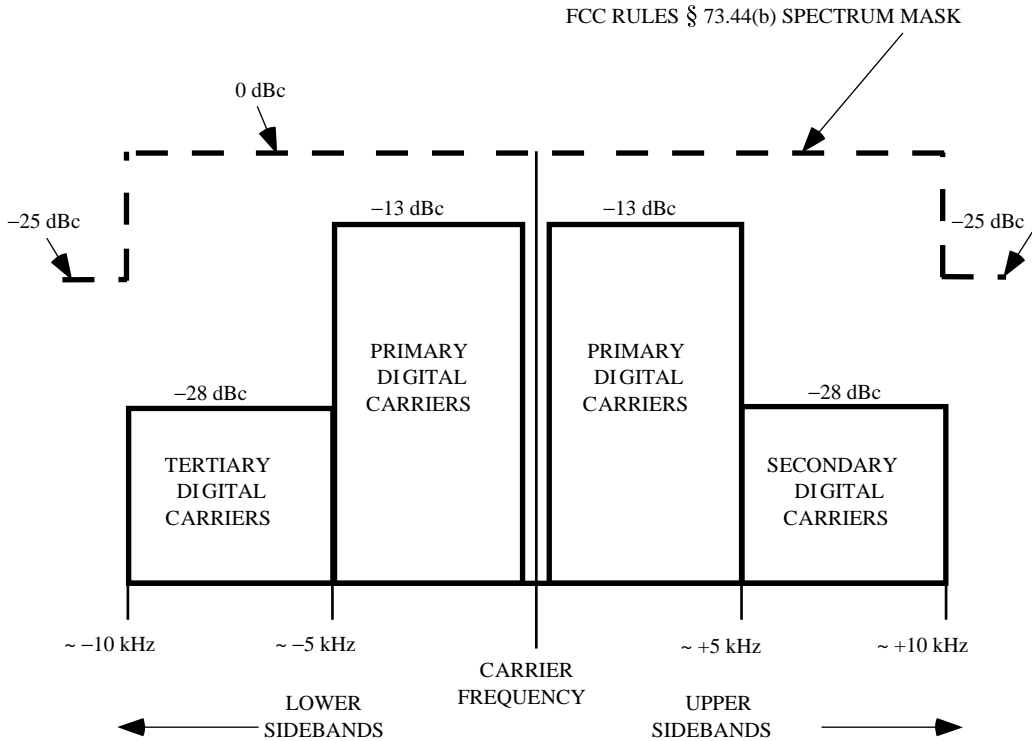 FCC RULES § 73.44(b) SPECTRUM MASK
0 dBc
−25 dBc
−13 dBc
−13 dBc
−25 dBc
PRIMARY
DIGITAL
CARRIERS
PRIMARY
DIGITAL
CARRIERS
−28 dBc
−28 dBc
TERTIARY
DIGITAL
CARRIERS
SECONDARY
DIGITAL
CARRIERS
~ −10 kHz
~ −5 kHz
~ +5 kHz
~ +10 kHz
CARRIER
FREQUENCY
LOWER
SIDEBANDS
UPPER
SIDEBANDS